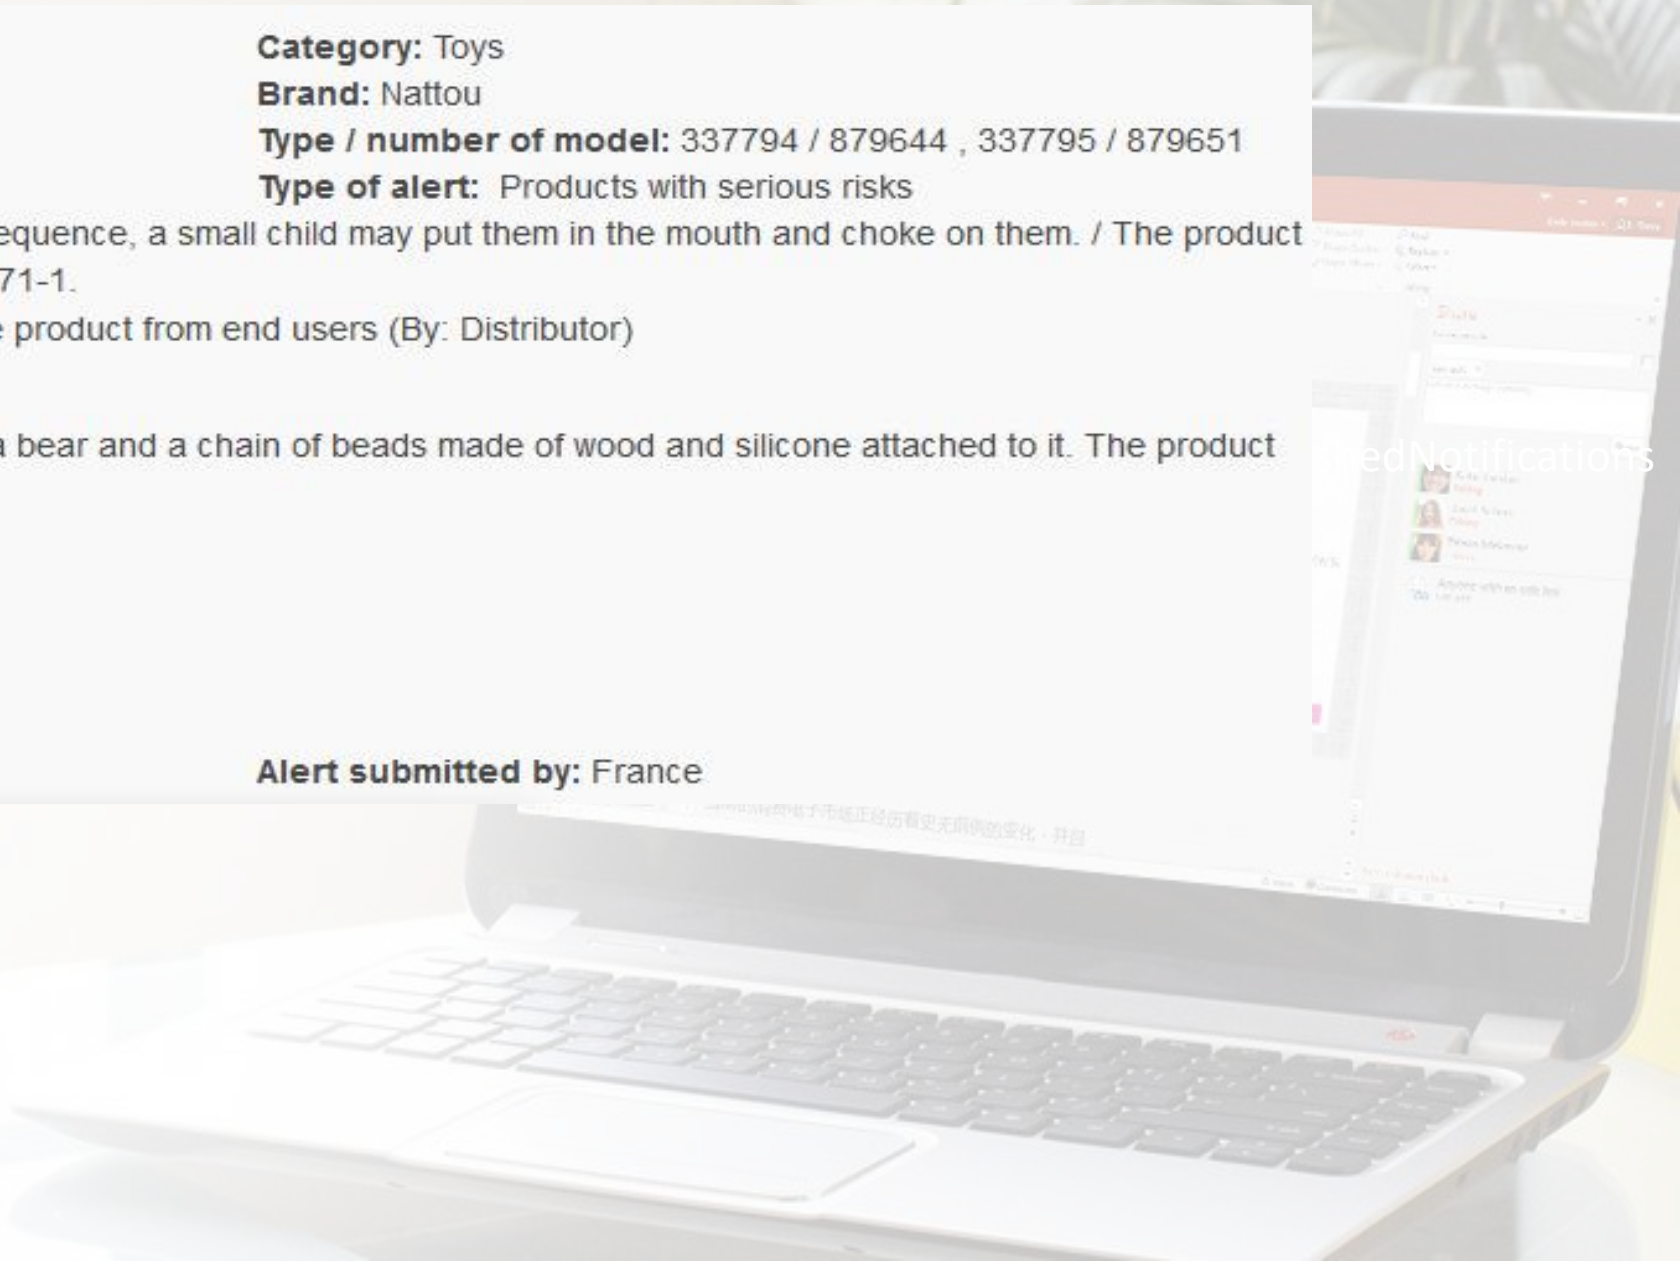 Category: Toys
Brand: Nattou
Type / number of model: 337794 / 879644 , 337795 / 879651
Type of alert: Products with serious risks
equence, a small child may put them in the mouth and choke on them. / The product
71-1.
product from end users (By: Distributor)
bear and a chain of beads made of wood and silicone attached to it. The product
edNotifications
Share
Alert submitted by: France